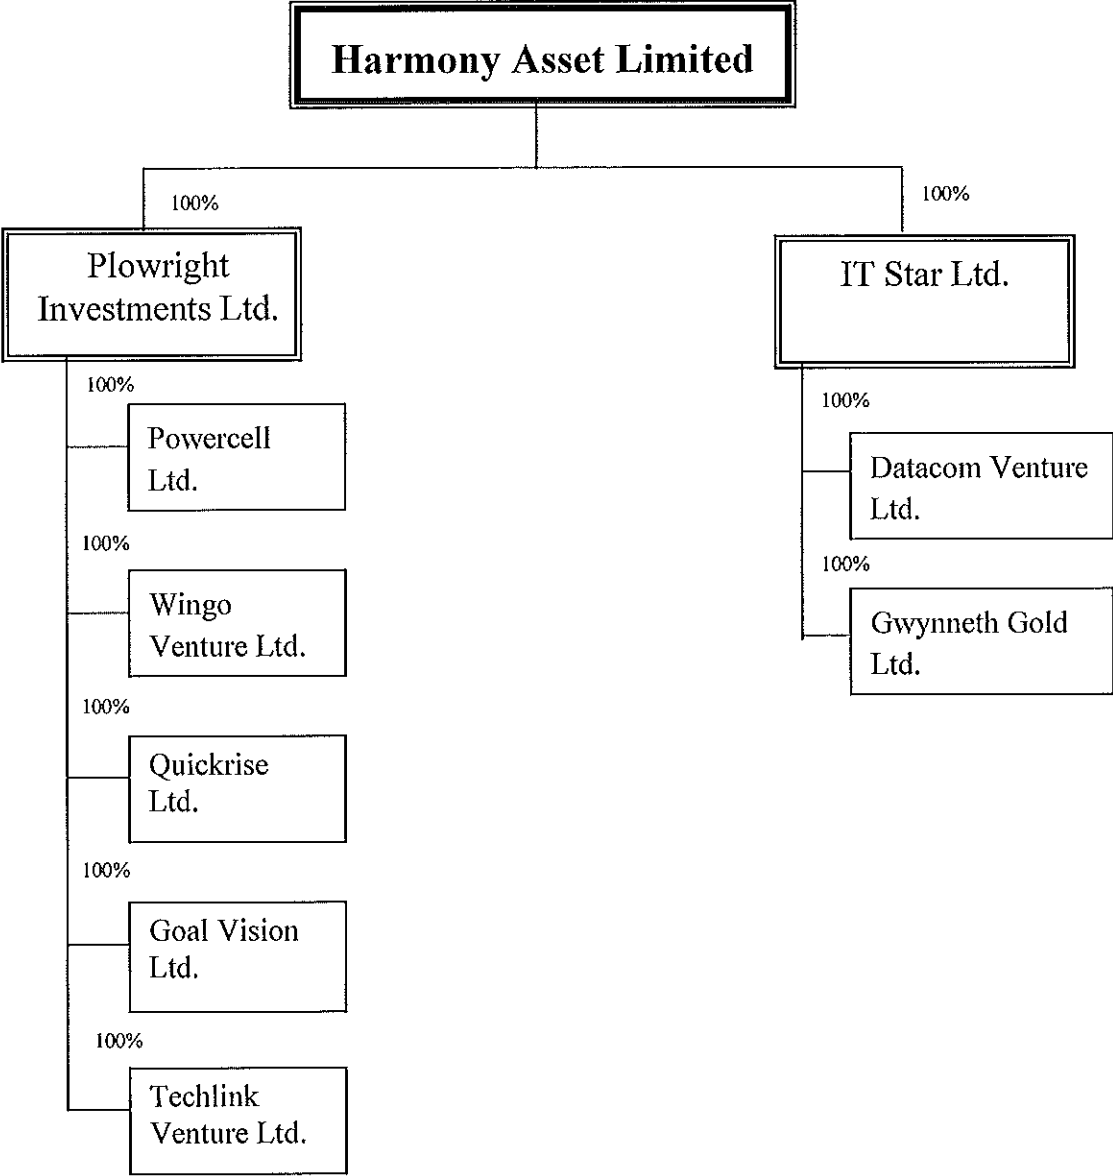 Harmony Asset Limited
100%
100%
Plowright
Investments Ltd.
IT Star Ltd.
100%
Powercell
Ltd.
100%
Wingo
Venture Ltd.
100%
Quickrise
Ltd.
100%
Goal Vision
Ltd.
100%
Techlink
Venture Ltd.
100%
Datacom Venture
Ltd.
100%
Gwynneth Gold
Ltd.